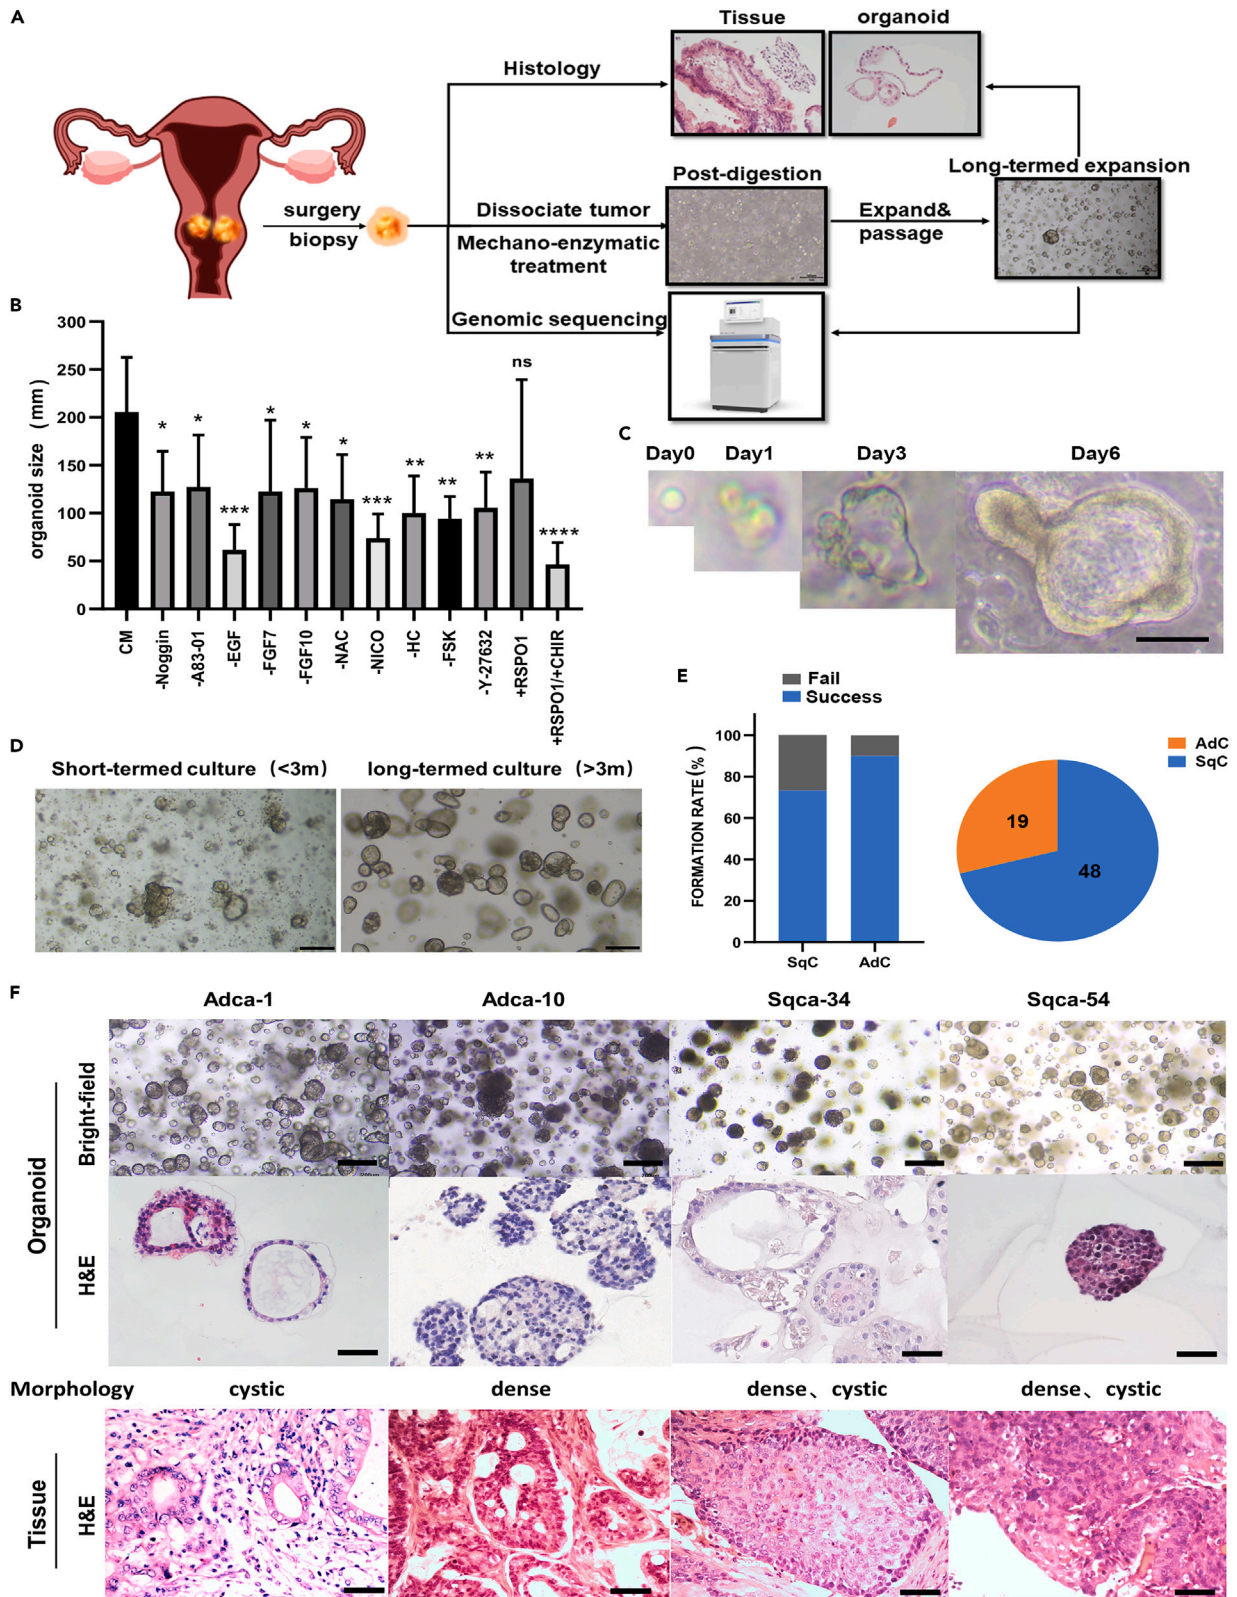 A
Tissue
organoid
Histology
Long-termed expansion
Post-digestion
surgery
biopsy
Dissociate tumor
Mechano-enzymatic
treatment
Expand&
passage
Genomic sequencing
B
organoid size (mm)
300
250
200
150
100
50
0
*
*
***
*
*
*
***
**
**
**
ns
****
CM
-Noggin
-A83-01
-EGF
-FGF7
-FGF10
-NAC
-NICO
-HC
-FSK
-Y-27632
+RSPO1
+RSPO1/+CHIR
C
Day0
Day1
Day3
Day6
D
Short-termed culture (<3m)
long-termed culture (>3m)
E
Fail
Success
FORMATION RATE(%)
100
80
60
40
20
0
SqC
AdC
AdC
SqC
19
48
F
Adca-1
Adca-10
Sqca-34
Sqca-54
Organoid
Bright-field
H&E
Morphology
cystic
dense
dense、cystic
dense、cystic
Tissue
H&E